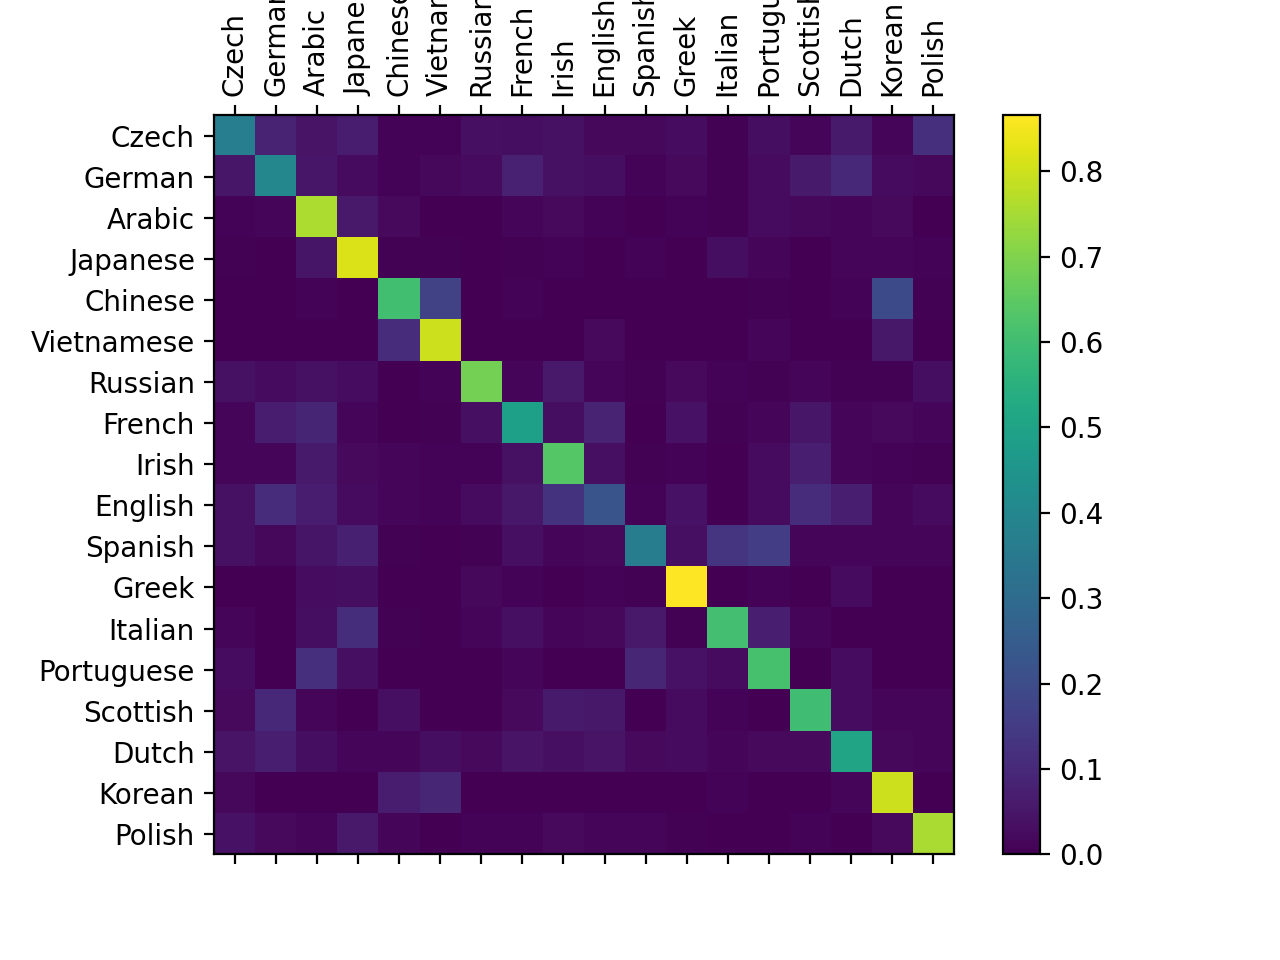 Czech
German
Arabic
Japane
Chinese
Vietnar
Russian
French
Irish
English
Spanish
Greek
Italian
Portugu
Scottish
Dutch
Korean
Polish
Czech
German
Arabic
Japanese
Chinese
Vietnamese
Russian
French
Irish
English
Spanish
Greek
Italian
Portuguese
Scottish
Dutch
Korean
Polish
0.8
0.7
0.6
0.5
0.4
0.3
0.2
0.1
0.0